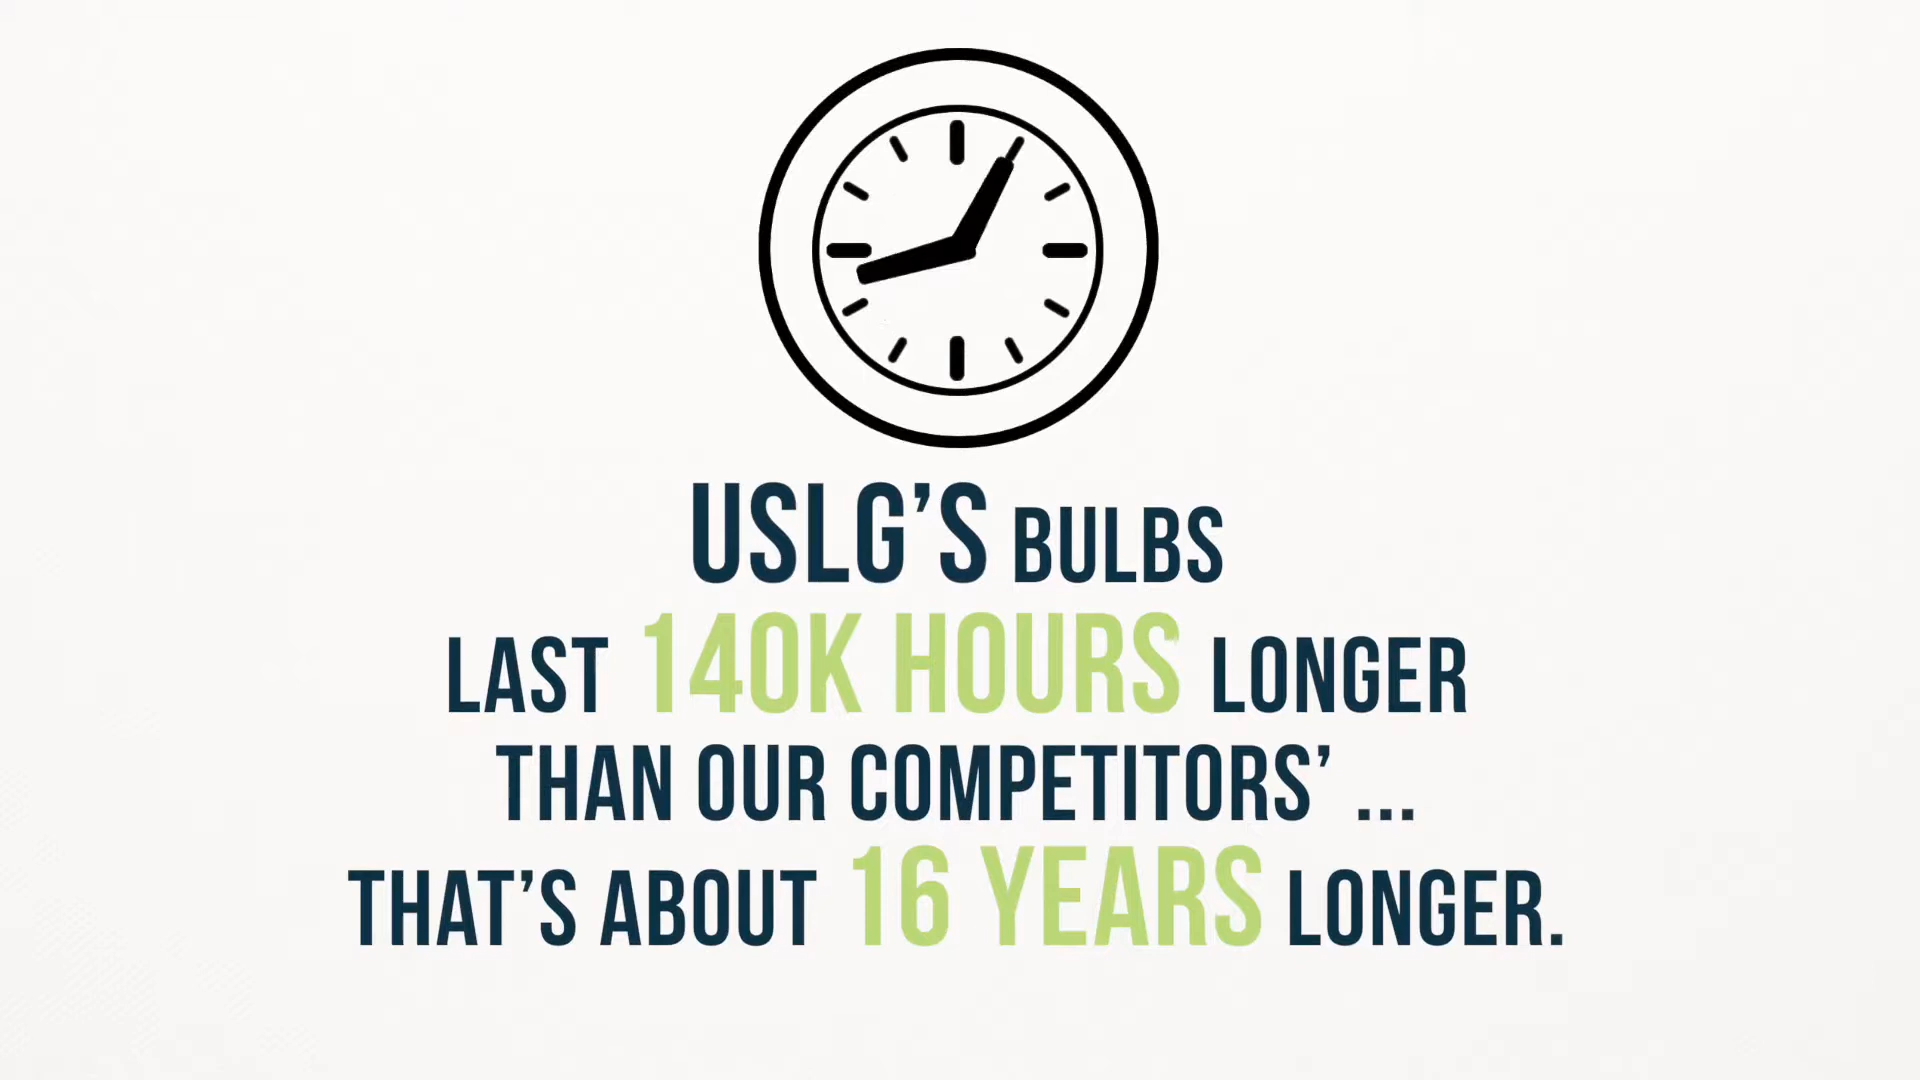 USLG’S BULBS
LAST 140K HOURS LONGER
THAN OUR COMPETITORS’ ...
THAT’S ABOUT 16 YEARS LONGER.